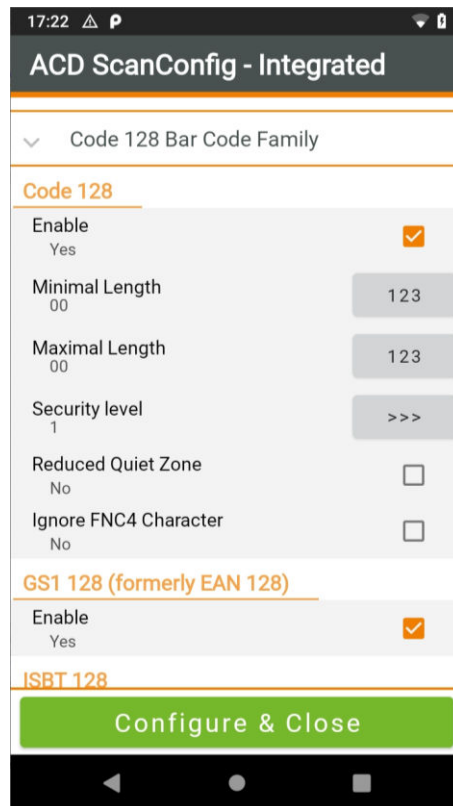 17:22
ACD ScanConfig - Integrated
Code 128 Bar Code Family
Code 128
Enable
Yes
Minimal Length
00
123
Maximal Length
00
123
Security level
1
>>>
Reduced Quiet Zone
No
Ignore FNC4 Character
No
GS1 128 (formerly EAN 128)
Enable
Yes
ISBT 128
Configure & Close